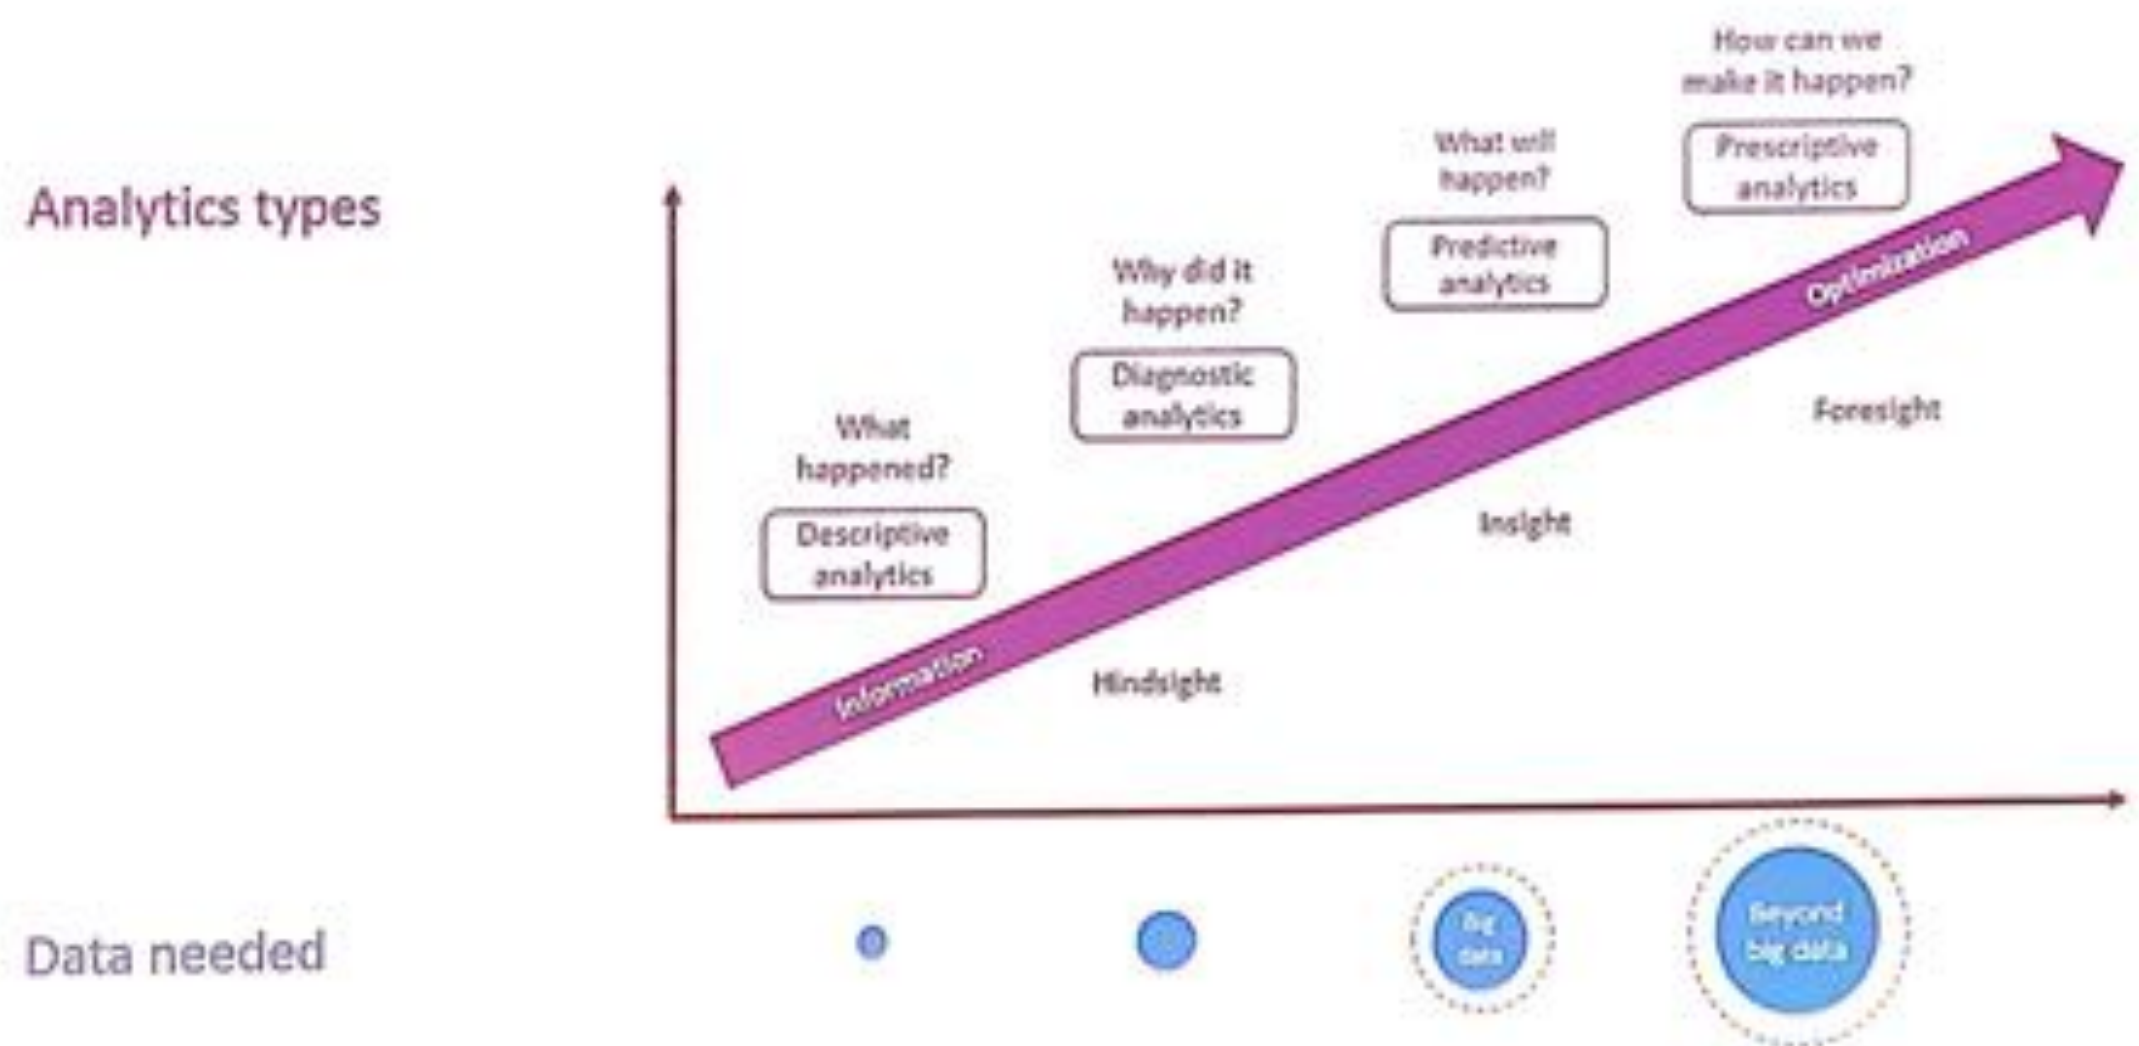 How can we
make it happen?
Prescriptive
analytics
What will
happen?
Predictive
analytics
Analytics types
Why did it
happen?
Diagnostic
analytics
What
happened?
Descriptive
analytics
Information
Optimization
Hindsight
Insight
Foresight
Data needed
Big
data
Beyond
big data